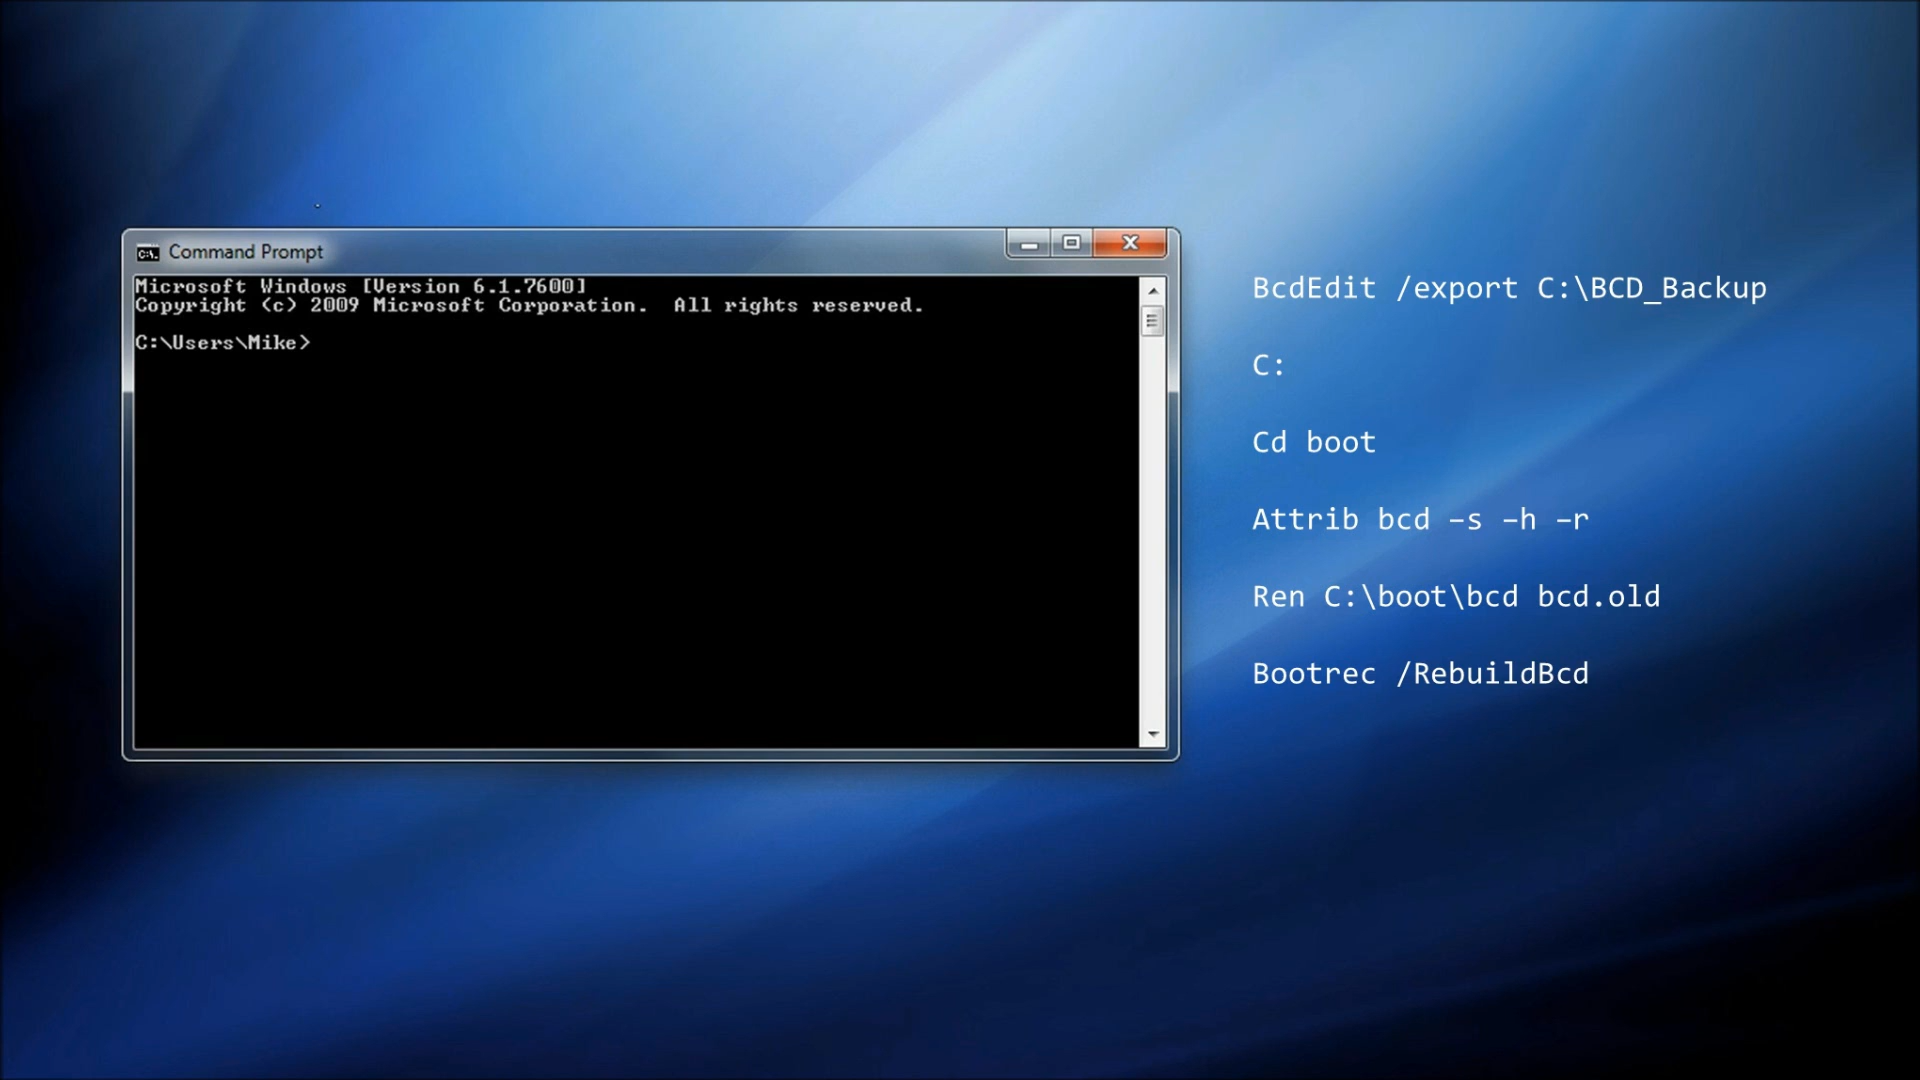 Command Prompt
Microsoft Windows [Version 6.1.7600]
Copyright (c) 2009 Microsoft Corporation.  All rights reserved.
C:\Users\Mike>
BcdEdit /export C:\BCD_Backup
C:
Cd boot
Attrib bcd –s –h –r
Ren C:\boot\bcd bcd.old
Bootrec /RebuildBcd